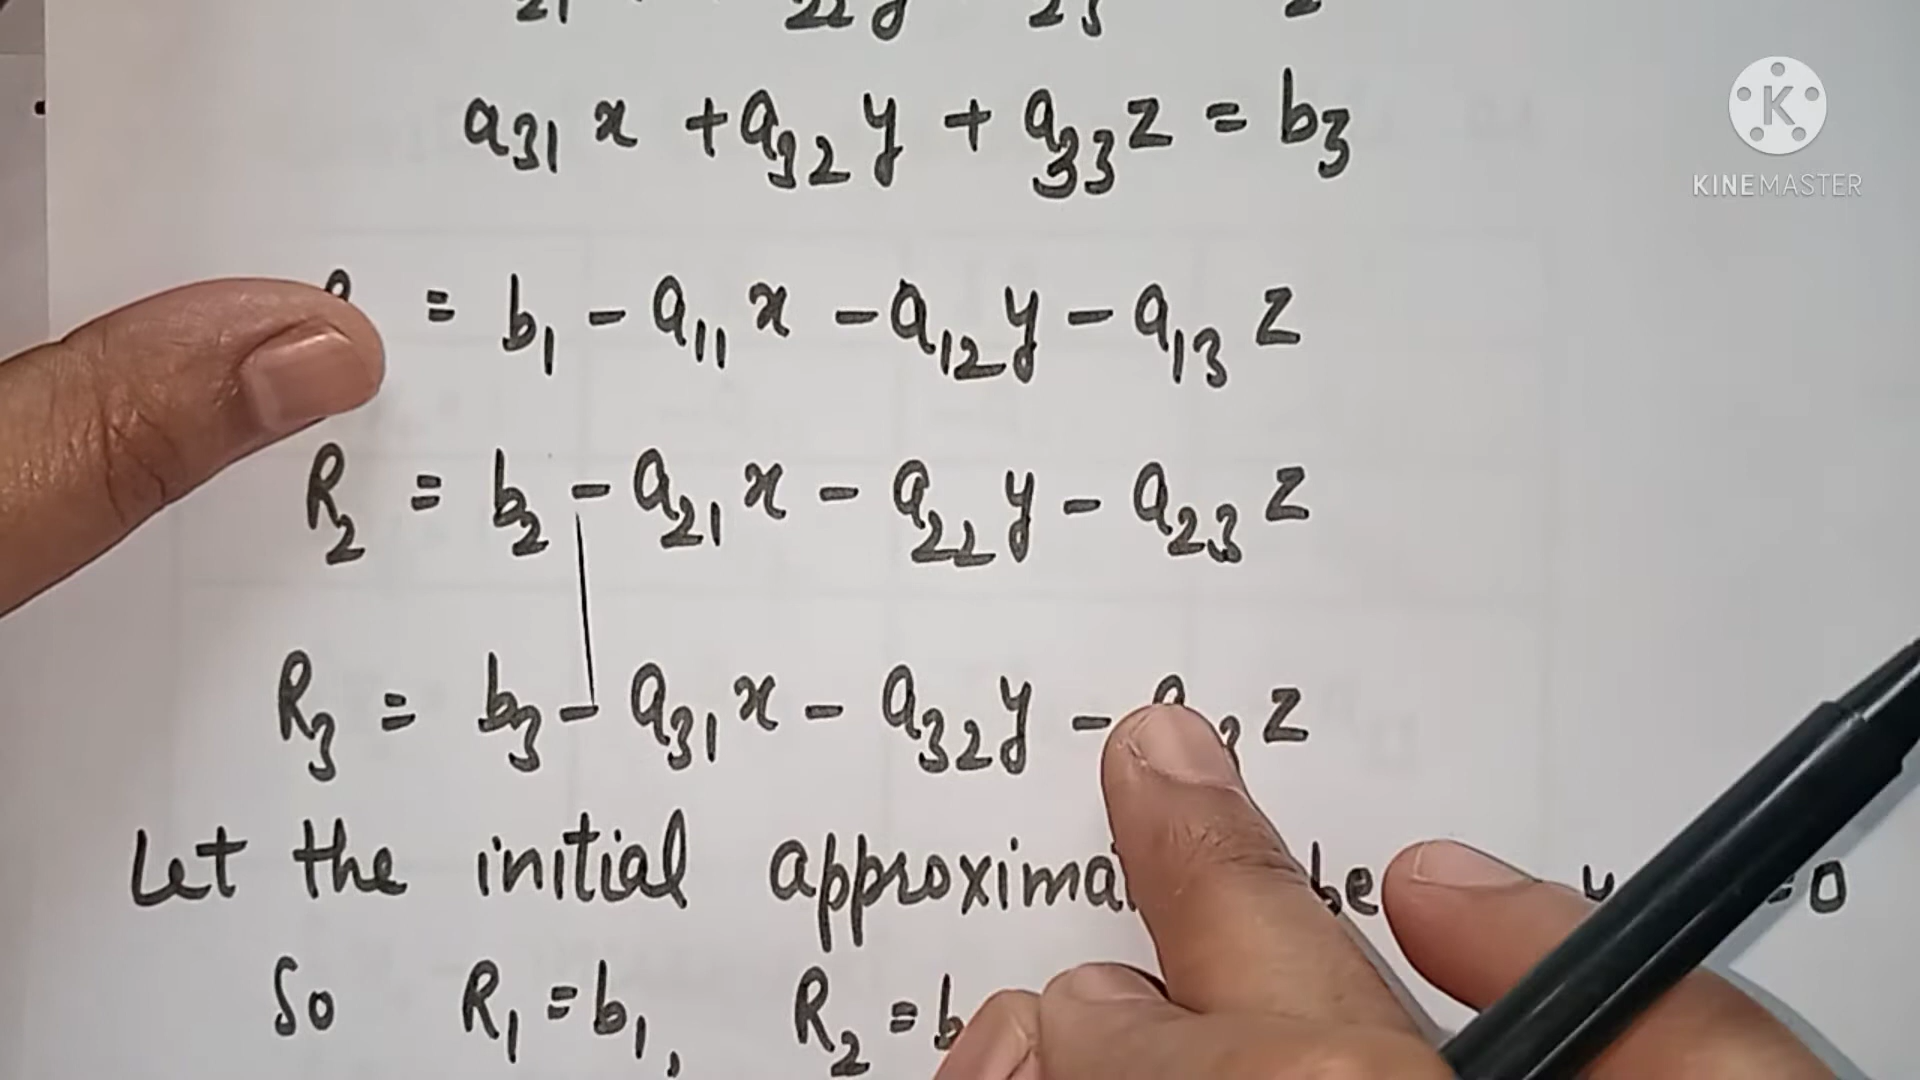 a31 x + a32 y + a33 z = b3
K
KINEMASTER
= b1 - a11 x - a12 y - a13 z
R2 = b2 - a21 x - a22 y - a23 z
R3 = b3 - a31 x - a32 y - z
Let the initial be =0
So R1 = b1, R2 = b